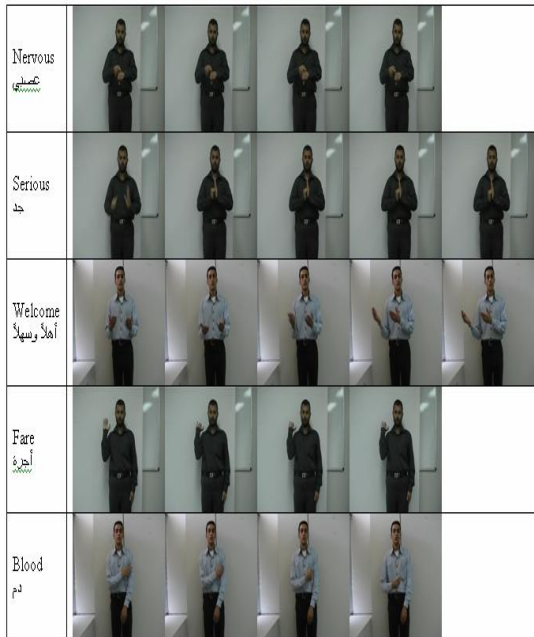 Nervous
عصبي
Serious
جد
Welcome
أهلاً وسهلاً
Fare
أجرة
Blood
دم